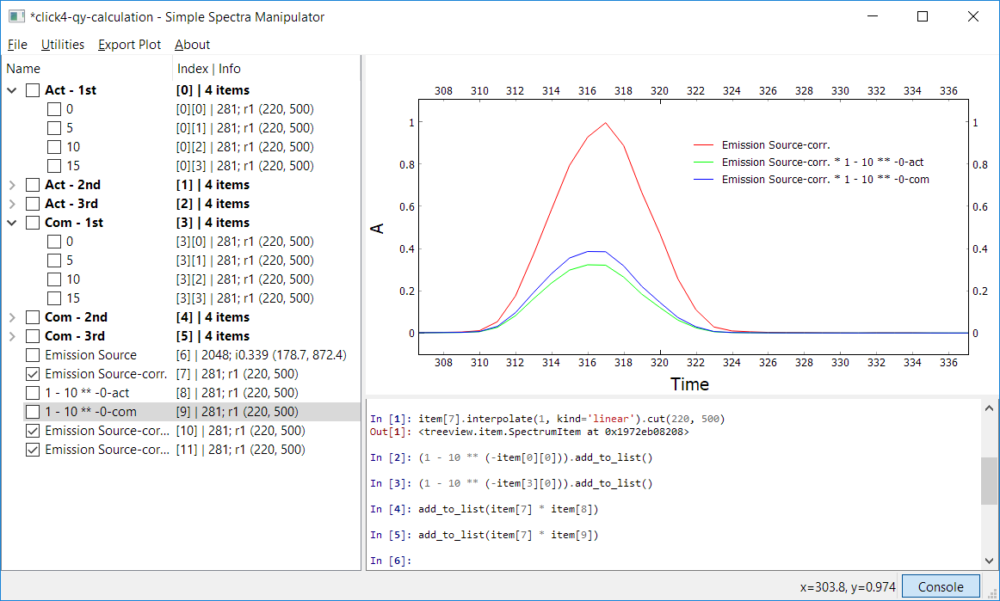 *click4-qy-calculation - Simple Spectra Manipulator
File Utilities Export Plot About
Name Index | Info
Act - 1st [0] | 4 items
0 [0][0] | 281; r1 (220, 500)
5 [0][1] | 281; r1 (220, 500)
10 [0][2] | 281; r1 (220, 500)
15 [0][3] | 281; r1 (220, 500)
Act - 2nd [1] | 4 items
Act - 3rd [2] | 4 items
Com - 1st [3] | 4 items
0 [3][0] | 281; r1 (220, 500)
5 [3][1] | 281; r1 (220, 500)
10 [3][2] | 281; r1 (220, 500)
15 [3][3] | 281; r1 (220, 500)
Com - 2nd [4] | 4 items
Com - 3rd [5] | 4 items
Emission Source [6] | 2048; i0.339 (178.7, 872.4)
Emission Source-corr. [7] | 281; r1 (220, 500)
1 - 10 ** -0-act [8] | 281; r1 (220, 500)
1 - 10 ** -0-com [9] | 281; r1 (220, 500)
Emission Source-cor... [10] | 281; r1 (220, 500)
Emission Source-cor... [11] | 281; r1 (220, 500)
308 310 312 314 316 318 320 322 324 326 328 330 332 334 336
1 1
0.8 0.8
0.6 0.6
0.4 0.4
0.2 0.2
0 0
A
Emission Source-corr.
Emission Source-corr. * 1 - 10 ** -0-act
Emission Source-corr. * 1 - 10 ** -0-com
308 310 312 314 316 318 320 322 324 326 328 330 332 334 336
Time
In [1]: item[7].interpolate(1, kind='linear').cut(220, 500)
Out[1]: <treeview.item.SpectrumItem at 0x1972eb08208>
In [2]: (1 - 10 ** (-item[0][0])).add_to_list()
In [3]: (1 - 10 ** (-item[3][0])).add_to_list()
In [4]: add_to_list(item[7] * item[8])
In [5]: add_to_list(item[7] * item[9])
In [6]:
x=303.8, y=0.974 Console